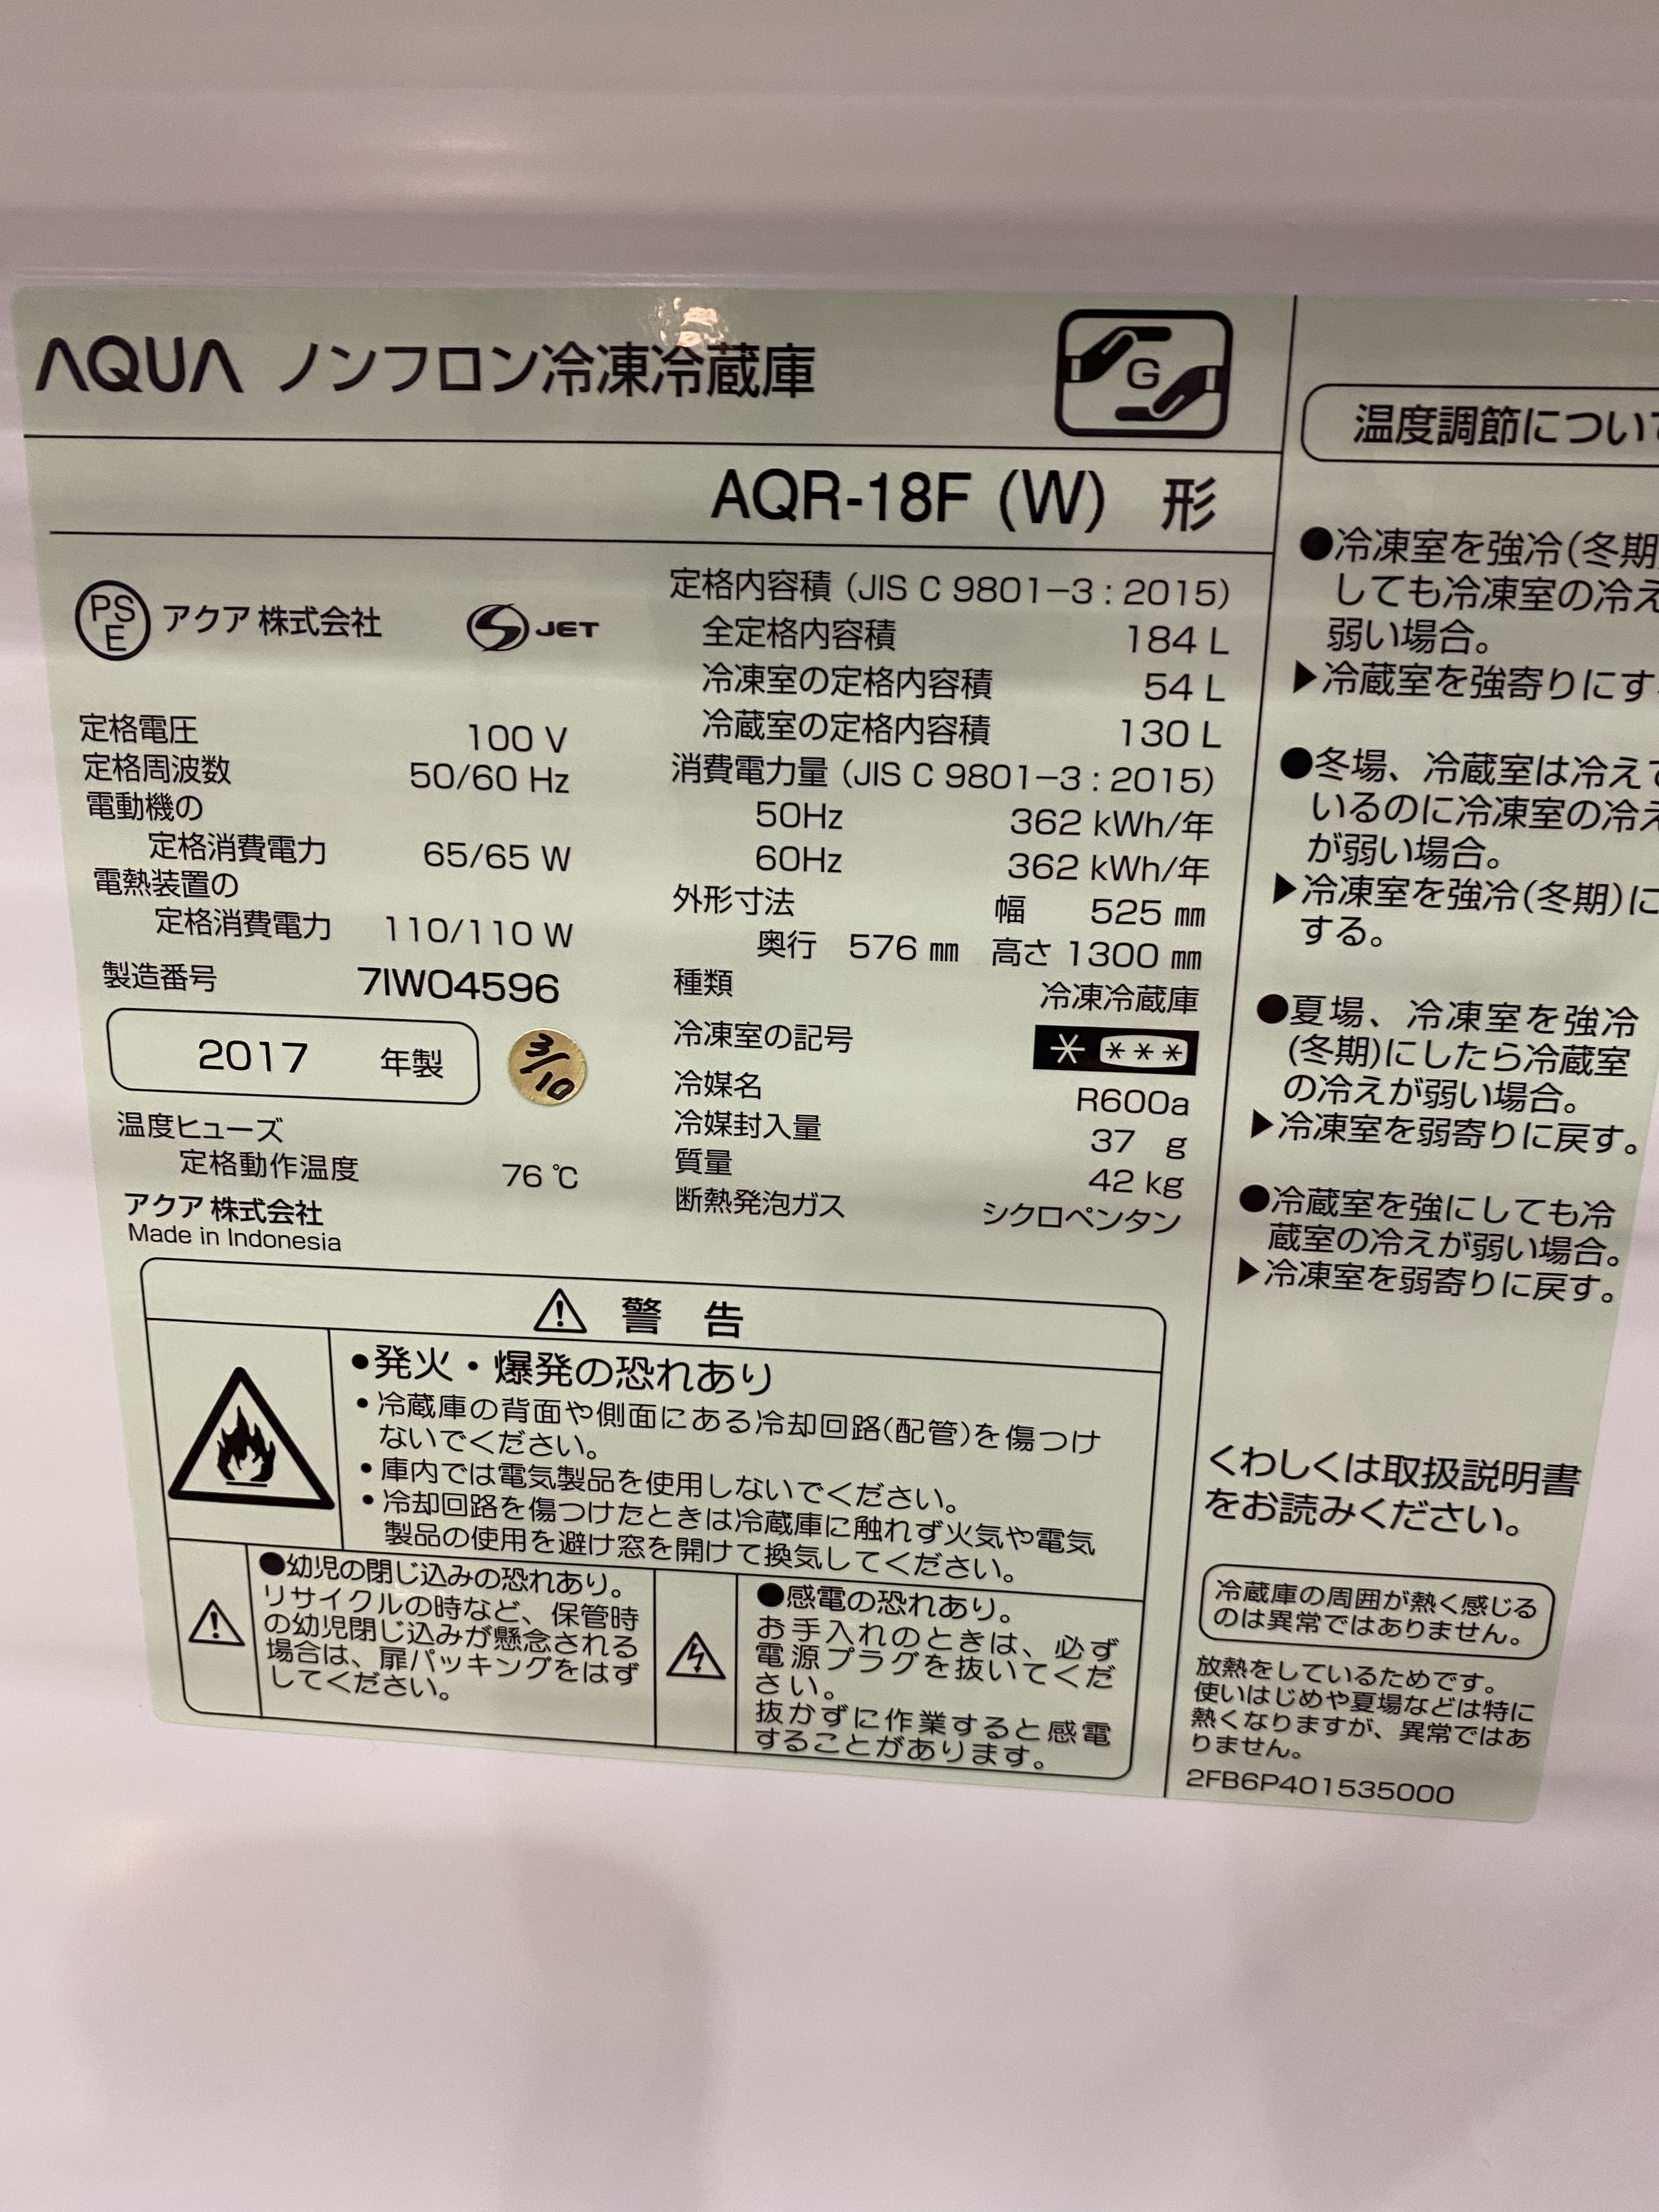 AQUA ノンフロン冷凍冷蔵庫
G
AQR-18F (W) 形
PS
E
アクア 株式会社
S JET
定格電圧 100 V
定格周波数 50/60 Hz
電動機の
定格消費電力 65/65 W
電熱装置の
定格消費電力 110/110 W
製造番号 7IW04596
2017 年製
3/10
温度ヒューズ
定格動作温度 76 ℃
アクア 株式会社
Made in Indonesia
定格内容積 (JIS C 9801-3 : 2015)
全定格内容積 184 L
冷凍室の定格内容積 54 L
冷蔵室の定格内容積 130 L
消費電力量 (JIS C 9801-3 : 2015)
50Hz 362 kWh/年
60Hz 362 kWh/年
外形寸法 幅 525 ㎜
奥行 576 ㎜ 高さ 1300 ㎜
種類 冷凍冷蔵庫
冷凍室の記号 * ***
冷媒名 R600a
冷媒封入量 37 g
質量 42 kg
断熱発泡ガス シクロペンタン
警 告
●発火・爆発の恐れあり
•冷蔵庫の背面や側面にある冷却回路(配管)を傷つけ
ないでください。
•庫内では電気製品を使用しないでください。
•冷却回路を傷つけたときは冷蔵庫に触れず火気や電気
製品の使用を避け窓を開けて換気してください。
●幼児の閉じ込みの恐れあり。
リサイクルの時など、保管時
の幼児閉じ込みが懸念される
場合は、扉パッキングをはず
してください。
●感電の恐れあり。
お手入れのときは、必ず
電源プラグを抜いてくだ
さい。
抜かずに作業すると感電
することがあります。
温度調節につい
●冷凍室を強冷(冬期
しても冷凍室の冷え
弱い場合。
▶冷蔵室を強寄りにす
●冬場、冷蔵室は冷えて
いるのに冷凍室の冷え
が弱い場合。
▶冷凍室を強冷(冬期)に
する。
●夏場、冷凍室を強冷
(冬期)にしたら冷蔵室
の冷えが弱い場合。
▶冷凍室を弱寄りに戻す。
●冷蔵室を強にしても冷
蔵室の冷えが弱い場合。
▶冷凍室を弱寄りに戻す。
くわしくは取扱説明書
をお読みください。
冷蔵庫の周囲が熱く感じる
のは異常ではありません。
放熱をしているためです。
使いはじめや夏場などは特に
熱くなりますが、異常ではあ
りません。
2FB6P401535000